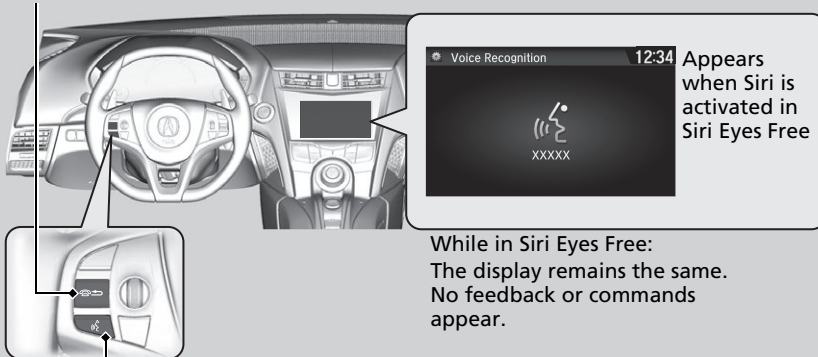 Voice Recognition
12:34
XXXXX
Appears
when Siri is
activated in
Siri Eyes Free
While in Siri Eyes Free:
The display remains the same.
No feedback or commands
appear.